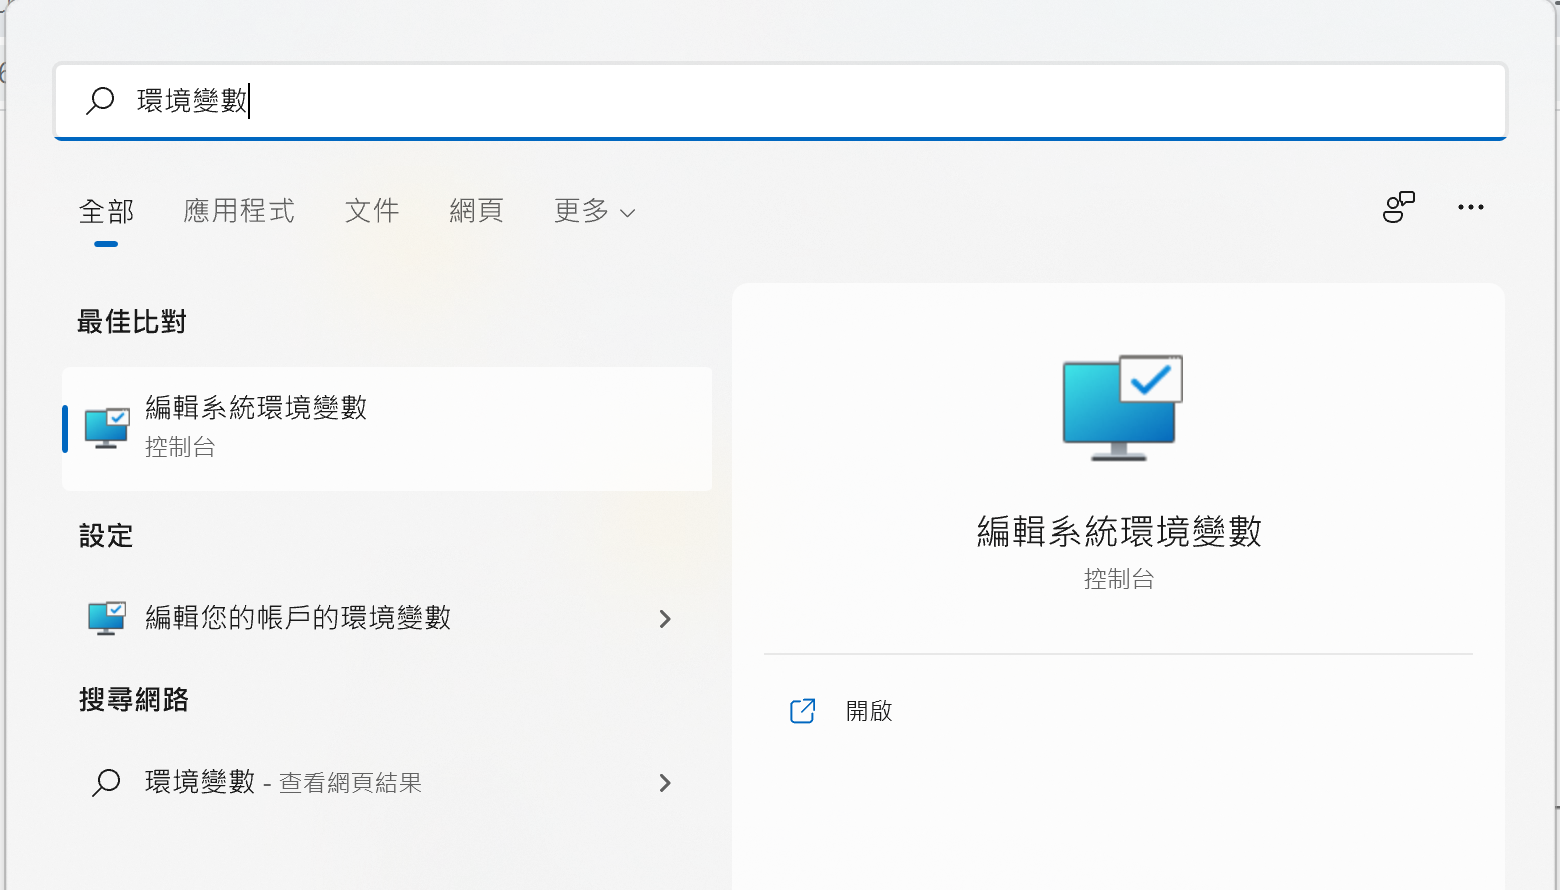 環境變數
全部 應用程式 文件 網頁 更多
最佳比對
編輯系統環境變數
控制台
設定
編輯您的帳戶的環境變數
搜尋網路
環境變數 - 查看網頁結果
編輯系統環境變數
控制台
開啟